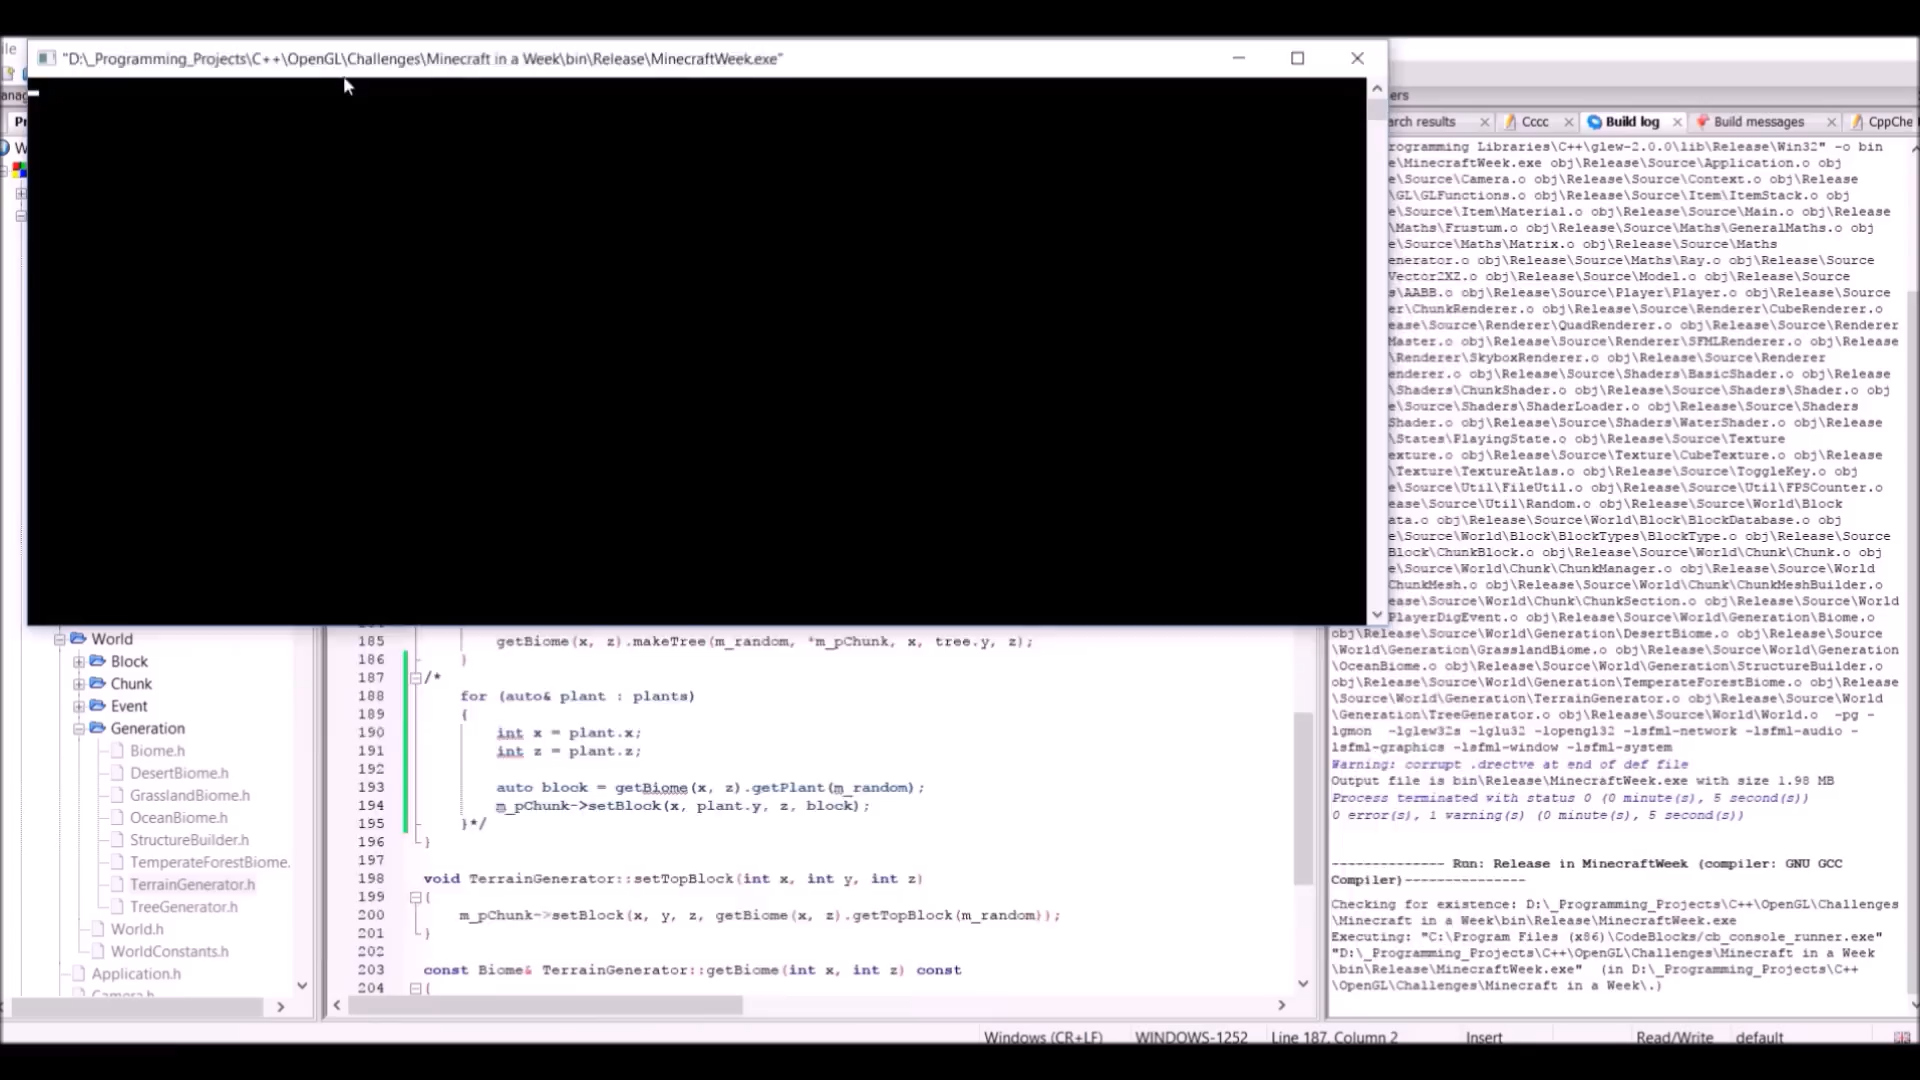 ile
"D:\_Programming_Projects\C++\OpenGL\Challenges\Minecraft in a Week\bin\Release\MinecraftWeek.exe"
anag
Pr
W
World
Block
Chunk
Event
Generation
Biome.h
DesertBiome.h
GrasslandBiome.h
OceanBiome.h
StructureBuilder.h
TemperateForestBiome.
TerrainGenerator.h
TreeGenerator.h
World.h
WorldConstants.h
Application.h
Camera.h
185 getBiome(x, z).makeTree(m_random, *m_pChunk, x, tree.y, z);
186 }
187 /*
188 for (auto& plant : plants)
189 {
190 int x = plant.x;
191 int z = plant.z;
192
193 auto block = getBiome(x, z).getPlant(m_random);
194 m_pChunk->setBlock(x, plant.y, z, block);
195 }*/
196 }
197
198 void TerrainGenerator::setTopBlock(int x, int y, int z)
199 {
200 m_pChunk->setBlock(x, y, z, getBiome(x, z).getTopBlock(m_random));
201 }
202
203 const Biome& TerrainGenerator::getBiome(int x, int z) const
204 {
ers
arch results Cccc Build log Build messages CppChe
rogramming Libraries\C++\glew-2.0.0\lib\Release\Win32" -o bin
e\MinecraftWeek.exe obj\Release\Source\Application.o obj
e\Source\Camera.o obj\Release\Source\Context.o obj\Release
\GL\GLFunctions.o obj\Release\Source\Item\ItemStack.o obj
e\Source\Item\Material.o obj\Release\Source\Main.o obj\Release
\Maths\Frustum.o obj\Release\Source\Maths\GeneralMaths.o obj
e\Source\Maths\Matrix.o obj\Release\Source\Maths
enerator.o obj\Release\Source\Maths\Ray.o obj\Release\Source
Vector2XZ.o obj\Release\Source\Model.o obj\Release\Source
s\AABB.o obj\Release\Source\Player\Player.o obj\Release\Source
er\ChunkRenderer.o obj\Release\Source\Renderer\CubeRenderer.o
ease\Source\Renderer\QuadRenderer.o obj\Release\Source\Renderer
Master.o obj\Release\Source\Renderer\SFMLRenderer.o obj\Release
\Renderer\SkyboxRenderer.o obj\Release\Source\Renderer
enderer.o obj\Release\Source\Shaders\BasicShader.o obj\Release
\Shaders\ChunkShader.o obj\Release\Source\Shaders\Shader.o obj
e\Source\Shaders\ShaderLoader.o obj\Release\Source\Shaders
Shader.o obj\Release\Source\Shaders\WaterShader.o obj\Release
\States\PlayingState.o obj\Release\Source\Texture
exture.o obj\Release\Source\Texture\CubeTexture.o obj\Release
\Texture\TextureAtlas.o obj\Release\Source\ToggleKey.o obj
e\Source\Util\FileUtil.o obj\Release\Source\Util\FPSCounter.o
ease\Source\Util\Random.o obj\Release\Source\World\Block
ata.o obj\Release\Source\World\Block\BlockDatabase.o obj
e\Source\World\Block\BlockTypes\BlockType.o obj\Release\Source
Block\ChunkBlock.o obj\Release\Source\World\Chunk\Chunk.o obj
e\Source\World\Chunk\ChunkManager.o obj\Release\Source\World
ChunkMesh.o obj\Release\Source\World\Chunk\ChunkMeshBuilder.o
ease\Source\World\Chunk\ChunkSection.o obj\Release\Source\World
PlayerDigEvent.o obj\Release\Source\World\Generation\Biome.o
obj\Release\Source\World\Generation\DesertBiome.o obj\Release\Source
\World\Generation\GrasslandBiome.o obj\Release\Source\World\Generation
\OceanBiome.o obj\Release\Source\World\Generation\StructureBuilder.o
obj\Release\Source\World\Generation\TemperateForestBiome.o obj\Release
\Source\World\Generation\TerrainGenerator.o obj\Release\Source\World
\Generation\TreeGenerator.o obj\Release\Source\World\World.o -pg -
lgmon -lglew32s -lglu32 -lopengl32 -lsfml-network -lsfml-audio -
lsfml-graphics -lsfml-window -lsfml-system
Warning: corrupt .drectve at end of def file
Output file is bin\Release\MinecraftWeek.exe with size 1.98 MB
Process terminated with status 0 (0 minute(s), 5 second(s))
0 error(s), 1 warning(s) (0 minute(s), 5 second(s))
-------------- Run: Release in MinecraftWeek (compiler: GNU GCC
Compiler)---------------
Checking for existence: D:\_Programming_Projects\C++\OpenGL\Challenges
\Minecraft in a Week\bin\Release\MinecraftWeek.exe
Executing: "C:\Program Files (x86)\CodeBlocks/cb_console_runner.exe"
"D:\_Programming_Projects\C++\OpenGL\Challenges\Minecraft in a Week
\bin\Release\MinecraftWeek.exe" (in D:\_Programming_Projects\C++
\OpenGL\Challenges\Minecraft in a Week\.)
Windows (CR+LF) WINDOWS-1252 Line 187, Column 2 Insert Read/Write default